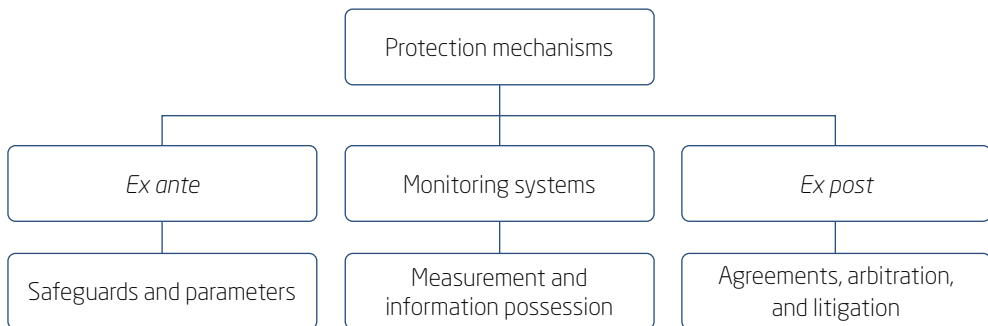 Protection mechanisms
Ex ante
Monitoring systems
Ex post
Safeguards and parameters
Measurement and
information possession
Agreements, arbitration,
and litigation